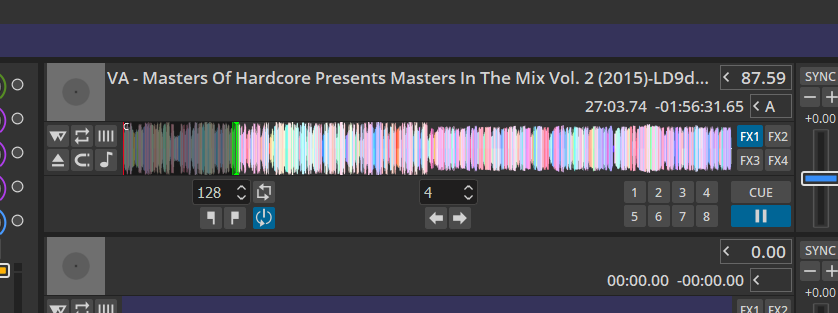 VA - Masters Of Hardcore Presents Masters In The Mix Vol. 2 (2015)-LD9d... 87.59 SYNC
27:03.74 -01:56:31.65 A
+0.00
C
FX1 FX2
FX3 FX4
128 4 1 2 3 4 CUE
5 6 7 8
0.00 SYNC
00:00.00 -00:00.00
+0.00
FX1 FX2